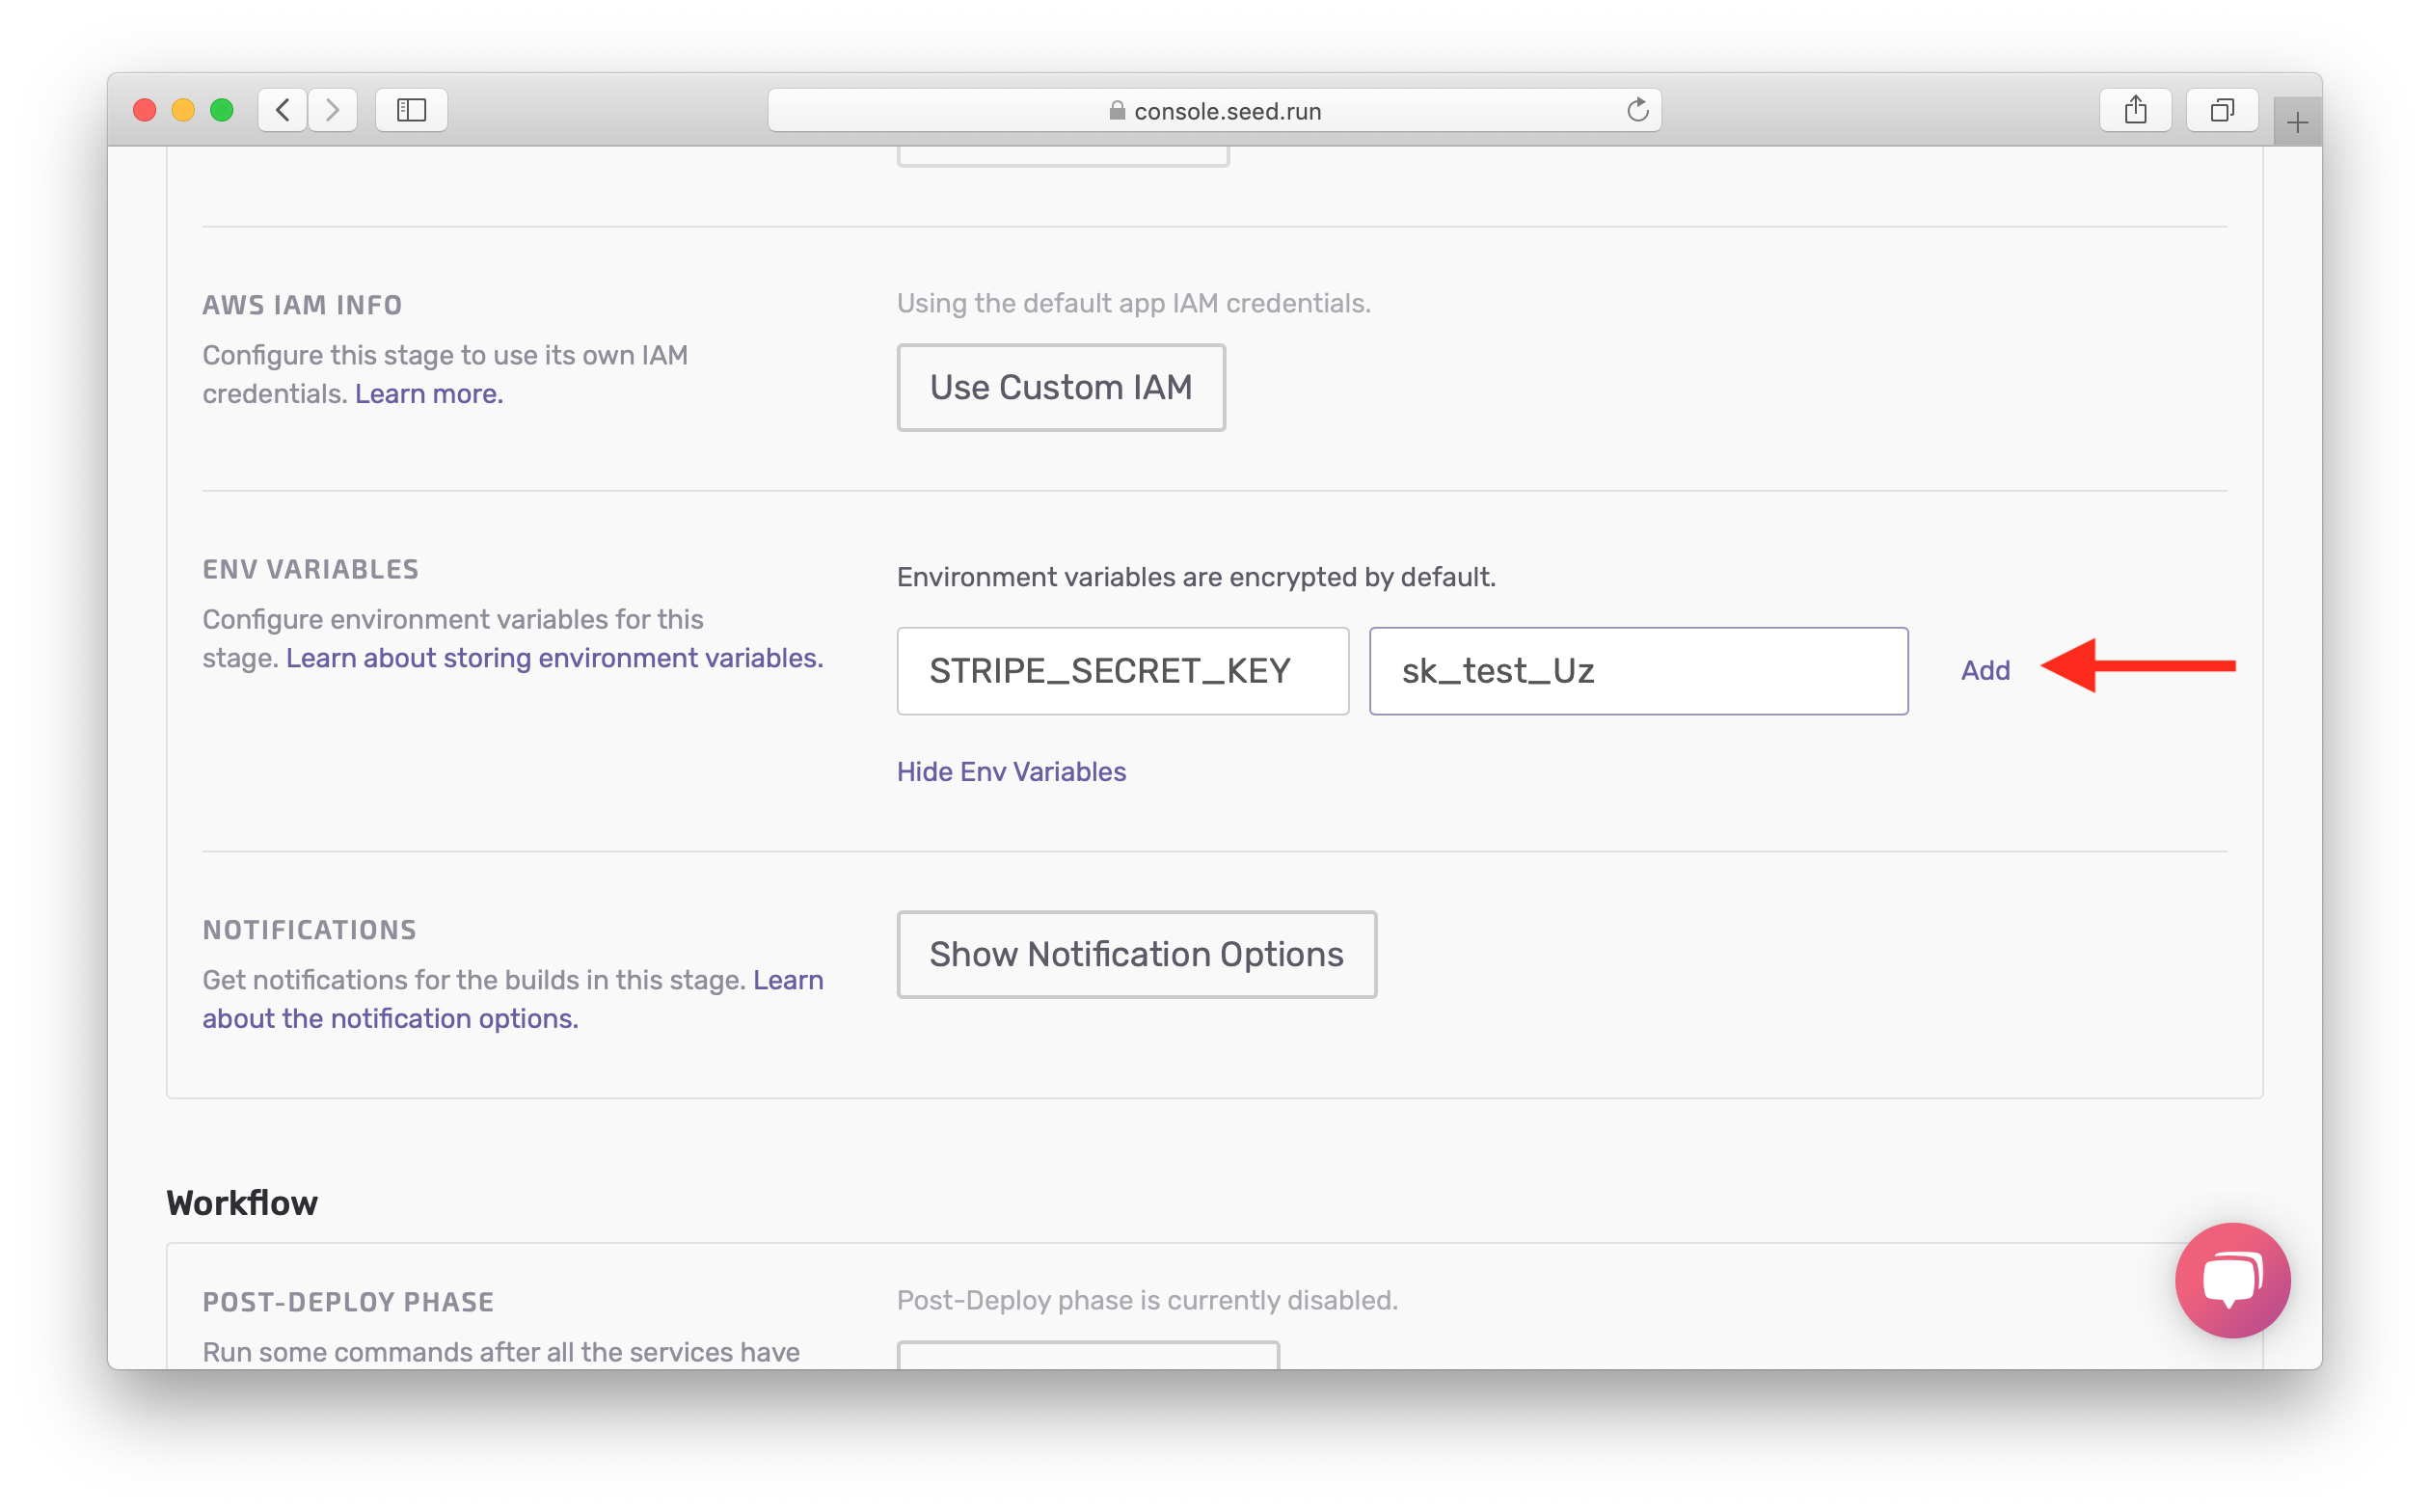 console.seed.run
AWS IAM INFO
Using the default app IAM credentials.
Configure this stage to use its own IAM
credentials. Learn more.
Use Custom IAM
ENV VARIABLES
Environment variables are encrypted by default.
Configure environment variables for this
stage. Learn about storing environment variables.
STRIPE_SECRET_KEY
sk_test_Uz
Add
Hide Env Variables
NOTIFICATIONS
Get notifications for the builds in this stage. Learn
about the notification options.
Show Notification Options
Workflow
POST-DEPLOY PHASE
Post-Deploy phase is currently disabled.
Run some commands after all the services have